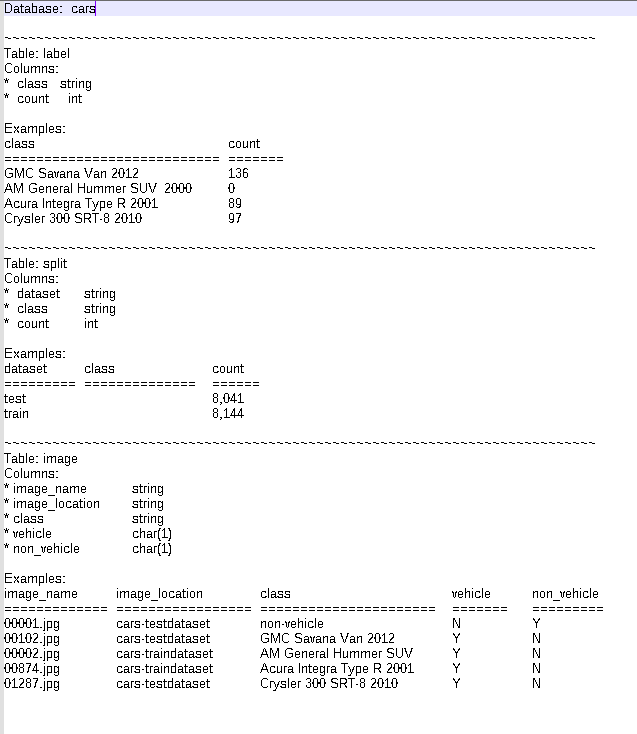 Database:  cars
~~~~~~~~~~~~~~~~~~~~~~~~~~~~~~~~~~~~~~~~~~~~~~~~~~~~~~~~~~~~~~~~~~~~~~~~~~
Table: label
Columns:
*  class   string
*  count     int
Examples:
class   count
=========================== =======
GMC Savana Van 2012   136
AM General Hummer SUV  2000   0
Acura Integra Type R 2001   89
Crysler 300 SRT-8 2010   97
~~~~~~~~~~~~~~~~~~~~~~~~~~~~~~~~~~~~~~~~~~~~~~~~~~~~~~~~~~~~~~~~~~~~~~~~~~
Table: split
Columns:
*  dataset   string
*  class   string
*  count   int
Examples:
dataset   class   count
========= ============== ======
test   8,041
train   8,144
~~~~~~~~~~~~~~~~~~~~~~~~~~~~~~~~~~~~~~~~~~~~~~~~~~~~~~~~~~~~~~~~~~~~~~~~~~
Table: image
Columns:
* image_name   string
* image_location   string
* class   string
* vehicle   char(1)
* non_vehicle   char(1)
Examples:
image_name   image_location   class   vehicle   non_vehicle
============= ================= ====================== ======= =========
00001.jpg   cars-testdataset   non-vehicle   N   Y
00102.jpg   cars-testdataset   GMC Savana Van 2012   Y   N
00002.jpg   cars-traindataset   AM General Hummer SUV   Y   N
00874.jpg   cars-traindataset   Acura Integra Type R 2001   Y   N
01287.jpg   cars-testdataset   Crysler 300 SRT-8 2010   Y   N